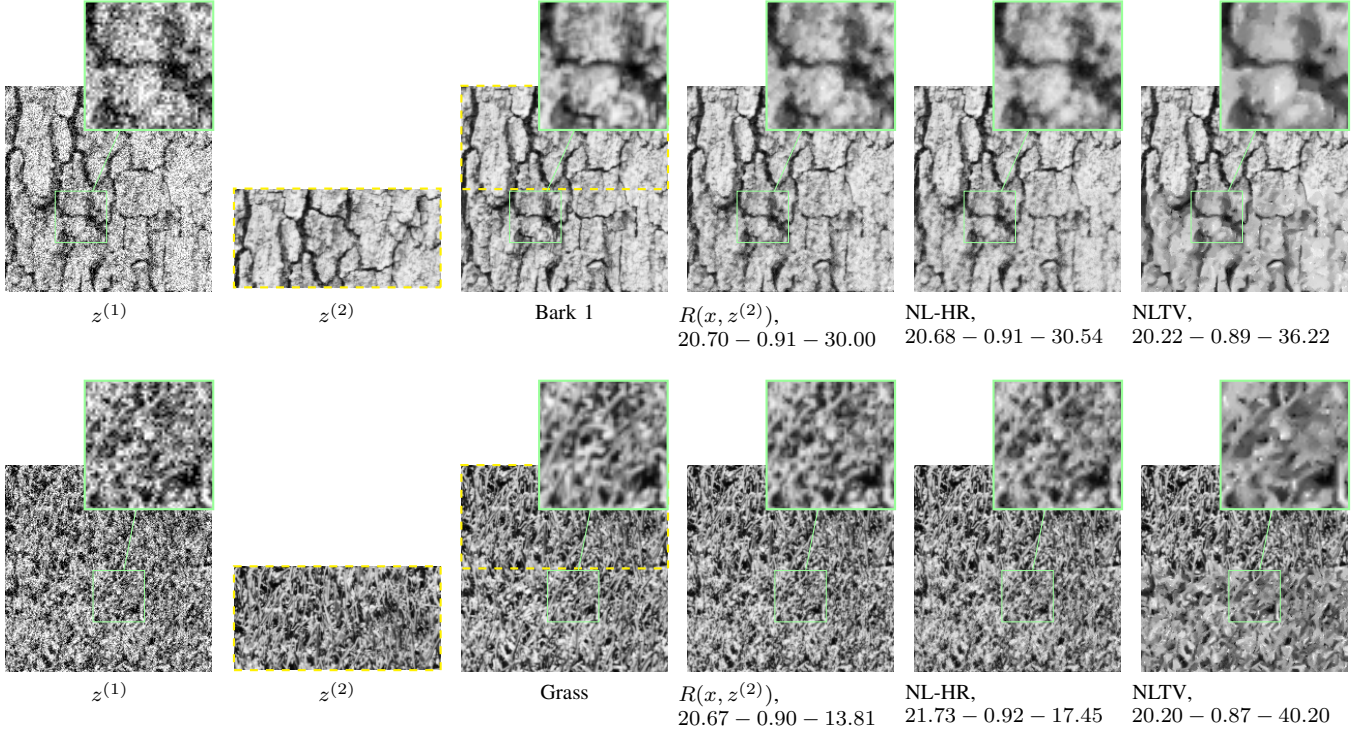 z^{(1)}
z^{(2)}
Bark 1
R(x, z^{(2)}),
20.70 − 0.91 − 30.00
NL-HR,
20.68 − 0.91 − 30.54
NLTV,
20.22 − 0.89 − 36.22
z^{(1)}
z^{(2)}
Grass
R(x, z^{(2)}),
20.67 − 0.90 − 13.81
NL-HR,
21.73 − 0.92 − 17.45
NLTV,
20.20 − 0.87 − 40.20